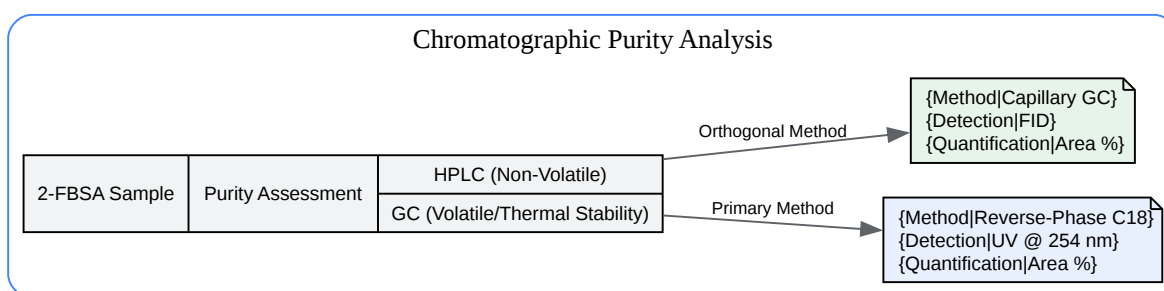 Chromatographic Purity Analysis
{Method|Capillary GC}
{Detection|FID}
{Quantification|Area %}
Orthogonal Method
2-FBSA Sample
Purity Assessment
HPLC (Non-Volatile)
GC (Volatile/Thermal Stability)
Primary Method
{Method|Reverse-Phase C18}
{Detection|UV @ 254 nm}
{Quantification|Area %}